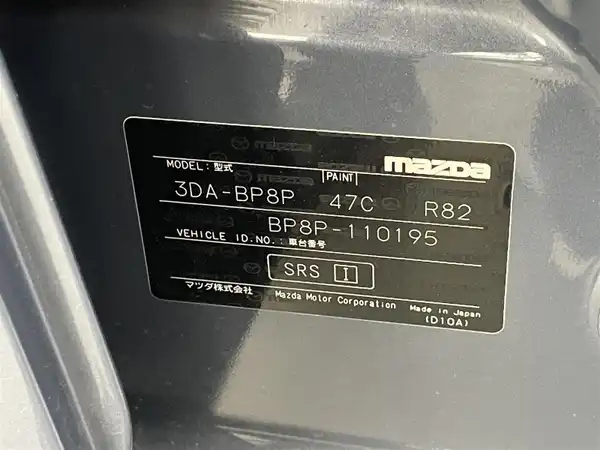 mazda
MODEL:型式 PAINT
3DA-BP8P 47C R82
BP8P-110195
VEHICLE ID.NO.:車台番号
SRS I
マツダ株式会社 Mazda Motor Corporation Made in Japan
(D10A)